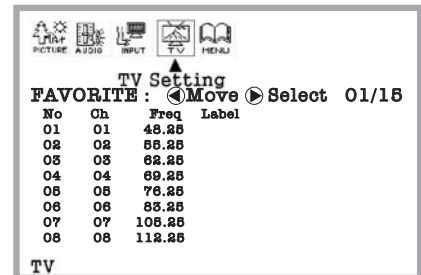 PICTURE AUDIO INPUT TV MENU
TV Setting
FAVORITE : Move Select 01/15
No Ch Freq Label
01 01 48.25
02 02 55.25
03 03 62.25
04 04 69.25
05 05 76.25
06 06 83.25
07 07 105.25
08 08 112.25
TV